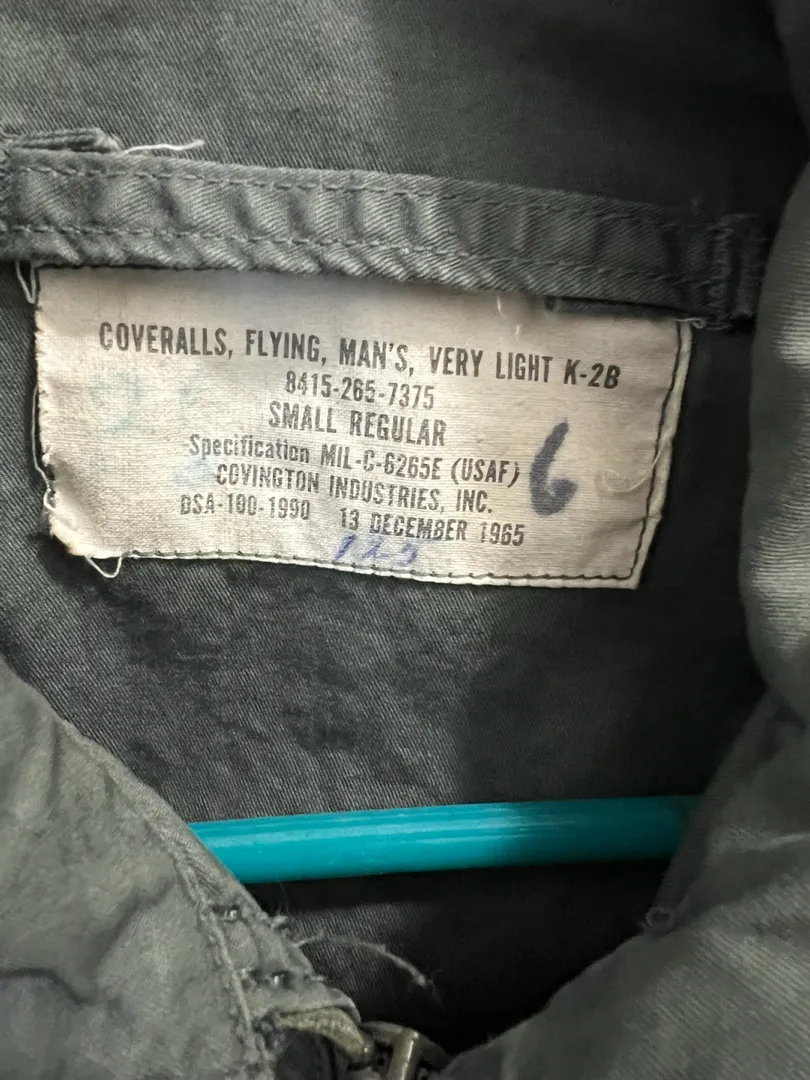 COVERALLS, FLYING, MAN'S, VERY LIGHT K-2B
8415-265-7375
SMALL REGULAR
Specification MIL-C-6265E (USAF)
COVINGTON INDUSTRIES, INC.
DSA-100-1990 13 DECEMBER 1965
6